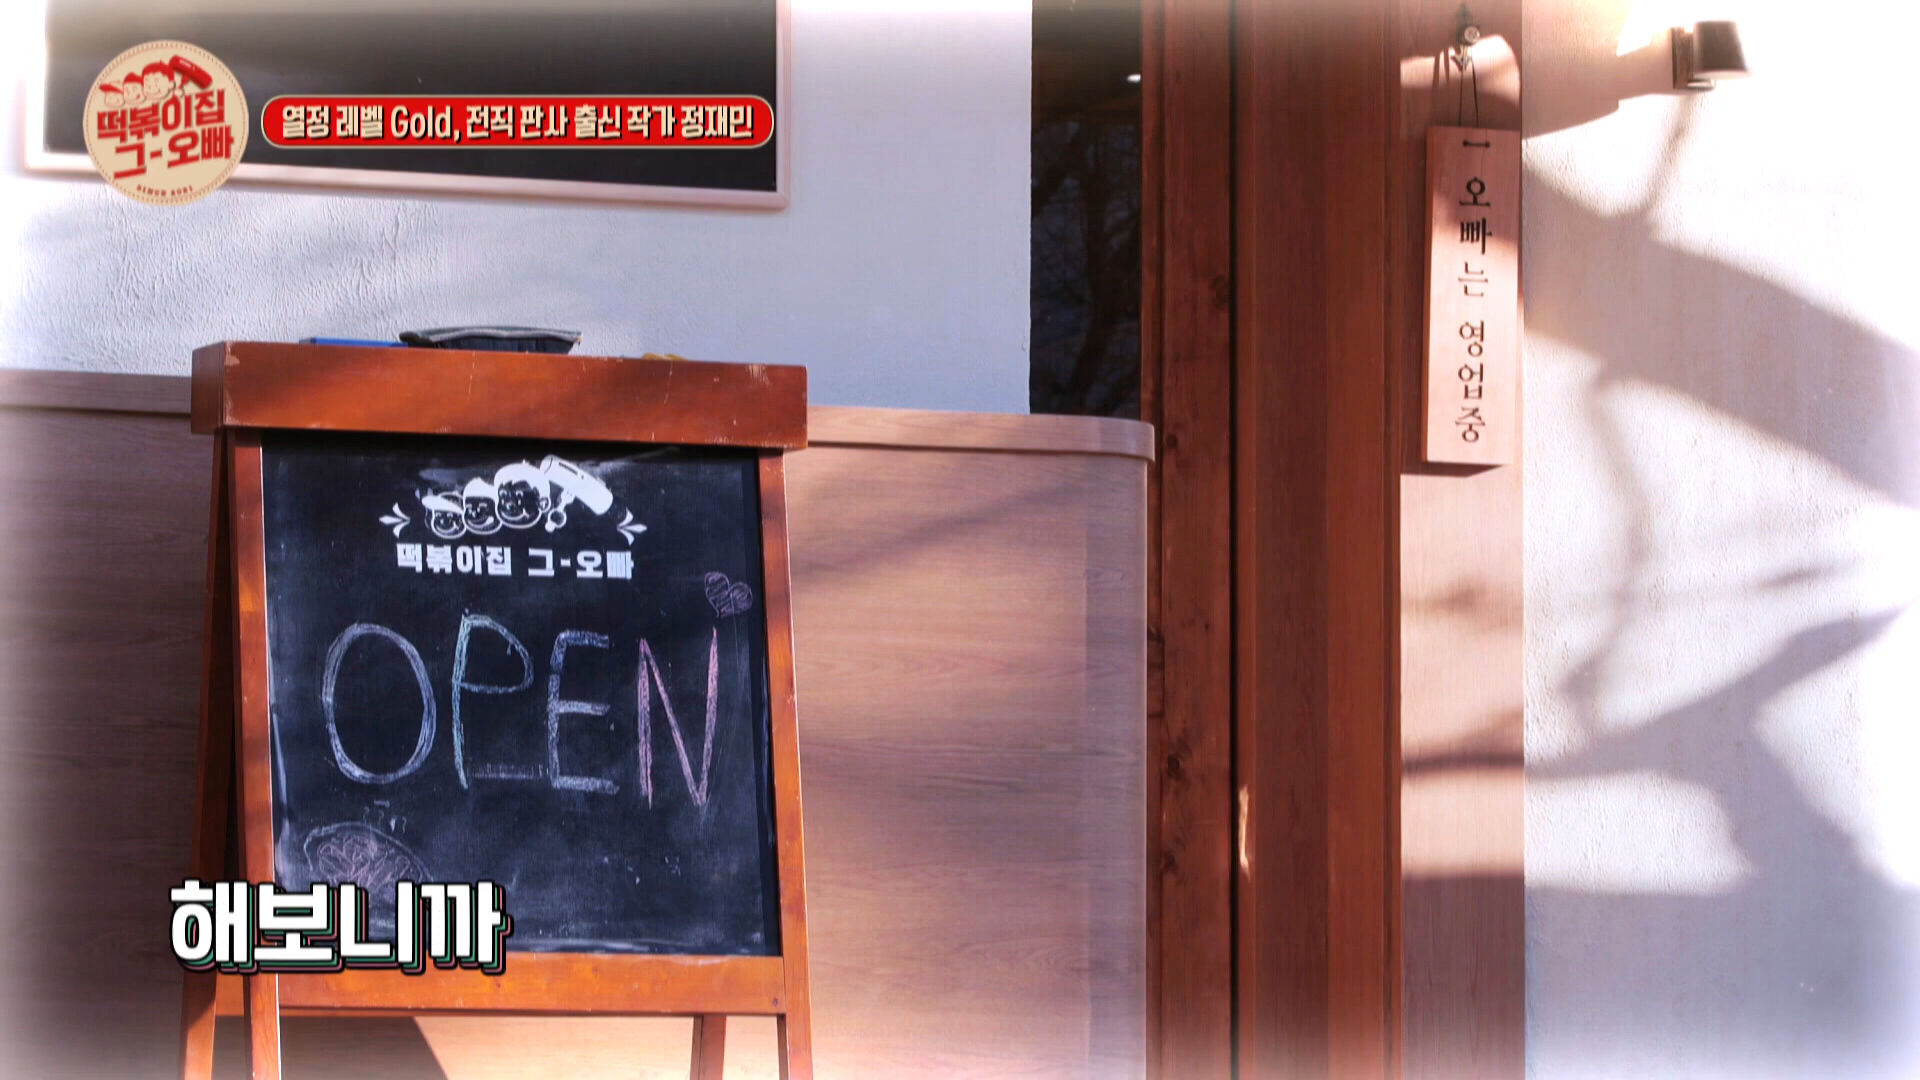 떡볶이집
그-오빠
SINCE 2021
열정 레벨 Gold, 전직 판사 출신 작가 정재민
오빠는 영업중
떡볶이집 그-오빠
OPEN
해보니까